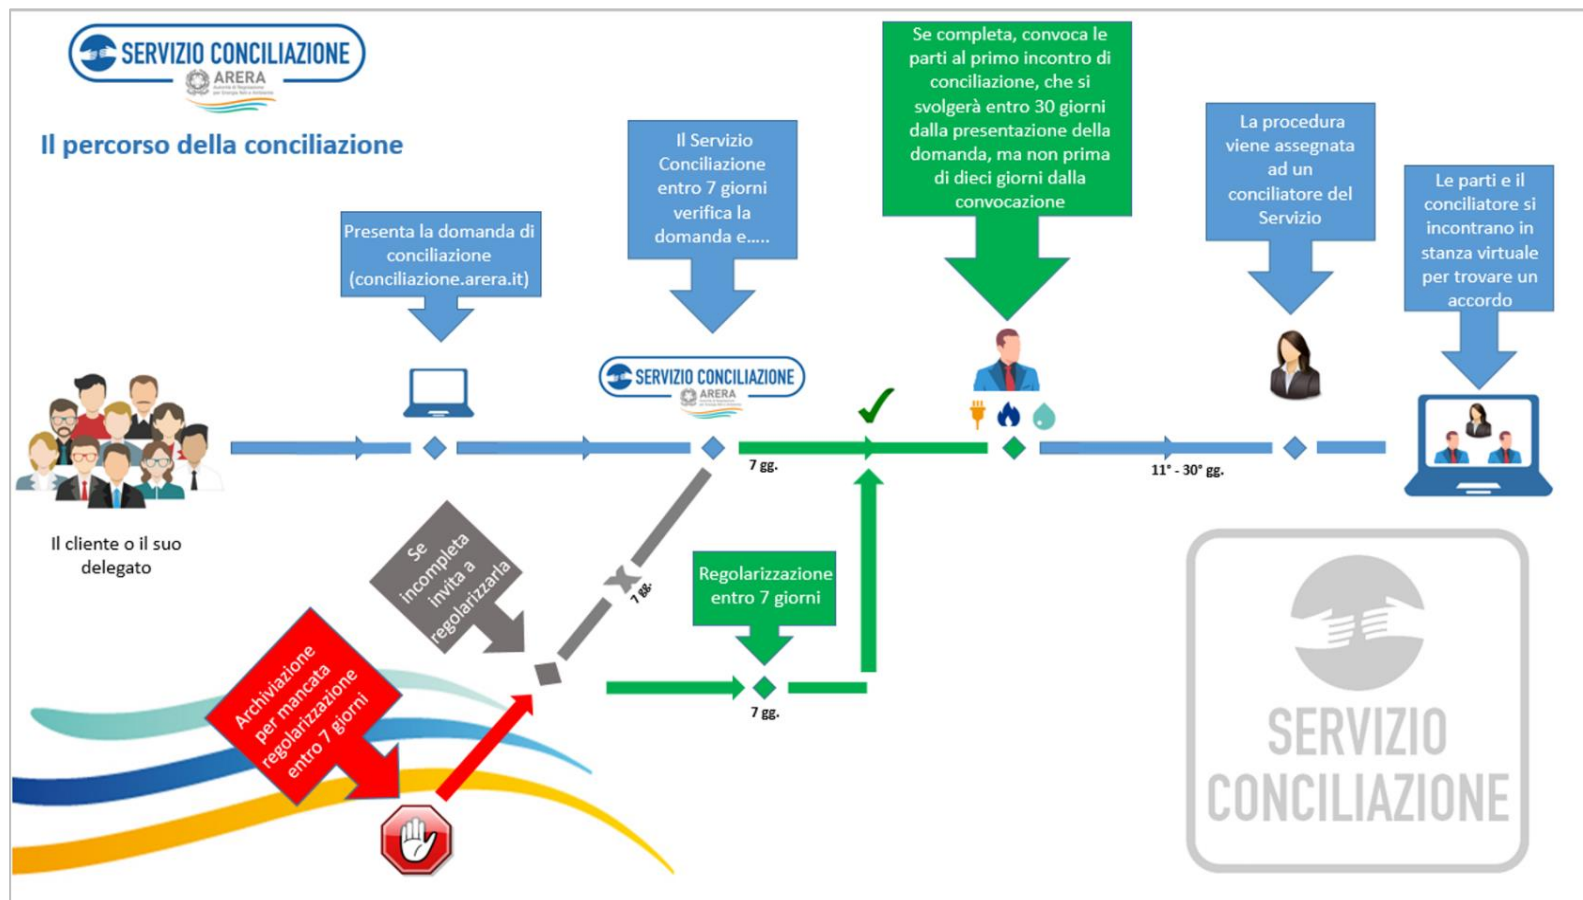 SERVIZIO CONCILIAZIONE
ARERA
Il percorso della conciliazione
Il cliente o il suo
delegato
Presenta la domanda di
conciliazione
(conciliazione.arera.it)
Il Servizio
Conciliazione
entro 7 giorni
verifica la
domanda e.....
SERVIZIO CONCILIAZIONE
ARERA
Se completa, convoca le
parti al primo incontro di
conciliazione, che si
svolgerà entro 30 giorni
dalla presentazione della
domanda, ma non prima
di dieci giorni dalla
convocazione
7 gg.
La procedura
viene assegnata
ad un
conciliatore del
Servizio
11° - 30° gg.
Le parti e il
conciliatore si
incontrano in
stanza virtuale
per trovare un
accordo
Se
incompleta
invita a
regolarizzarla
7 gg.
Regolarizzazione
entro 7 giorni
7 gg.
Archiviazione
per mancata
regolarizzazione
entro 7 giorni
SERVIZIO
CONCILIAZIONE